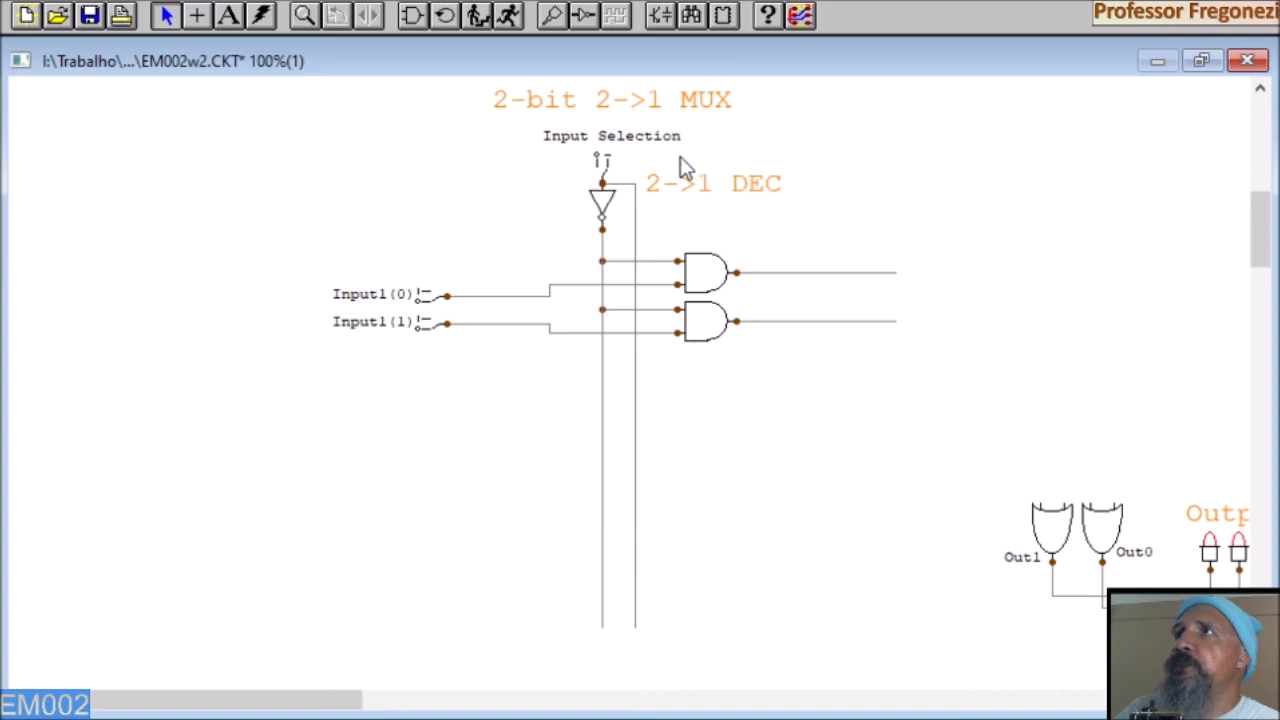 Professor Fregonezi
I:\Trabalho\...\EM002w2.CKT* 100%(1)
2-bit 2->1 MUX
Input Selection
2->1 DEC
Input1(0)
Input1(1)
Outp
Out1
Out0
EM002